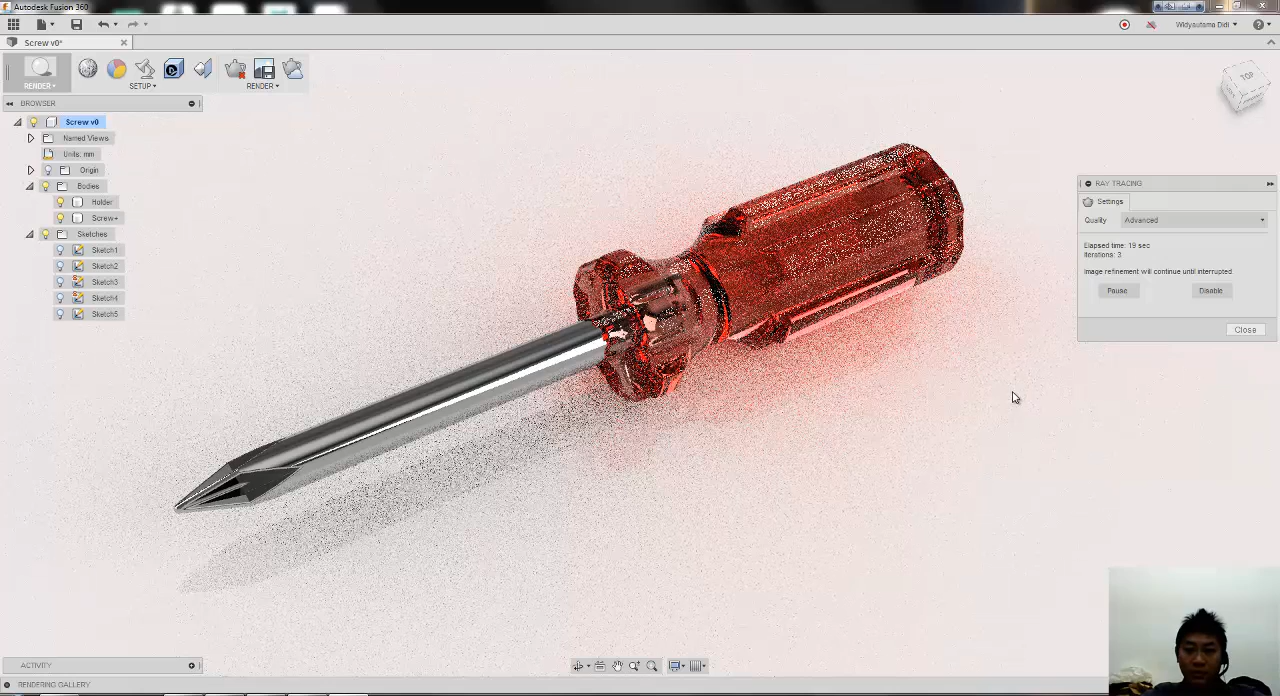 Autodesk Fusion 360
Widyautama Didi
Screw v0*
RENDER
SETUP
RENDER
BROWSER
Screw v0
Named Views
Units: mm
Origin
Bodies
Holder
Screw+
Sketches
Sketch1
Sketch2
Sketch3
Sketch4
Sketch5
TOP
RAY TRACING
Settings
Quality Advanced
Elapsed time: 19 sec
Iterations: 3
Image refinement will continue until interrupted
Pause Disable
Close
ACTIVITY
RENDERING GALLERY